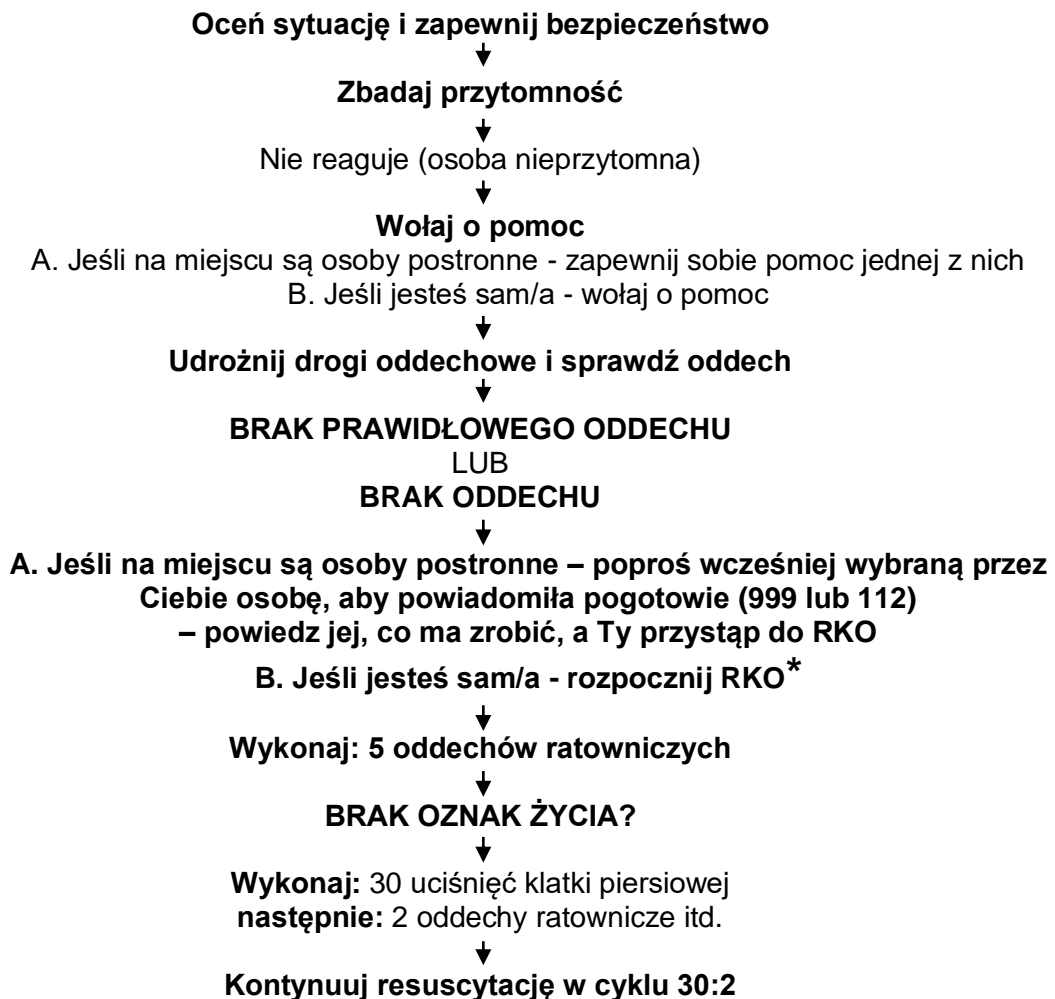 Oceń sytuację i zapewnij bezpieczeństwo
Zbadaj przytomność
Nie reaguje (osoba nieprzytomna)
Wołaj o pomoc
A. Jeśli na miejscu są osoby postronne - zapewnij sobie pomoc jednej z nich
B. Jeśli jesteś sam/a - wołaj o pomoc
Udrożnij drogi oddechowe i sprawdź oddech
BRAK PRAWIDŁOWEGO ODDECHU
LUB
BRAK ODDECHU
A. Jeśli na miejscu są osoby postronne – poproś wcześniej wybraną przez
Ciebie osobę, aby powiadomiła pogotowie (999 lub 112)
– powiedz jej, co ma zrobić, a Ty przystąp do RKO
B. Jeśli jesteś sam/a - rozpocznij RKO*
Wykonaj: 5 oddechów ratowniczych
BRAK OZNAK ŻYCIA?
Wykonaj: 30 uciśnięć klatki piersiowej
następnie: 2 oddechy ratownicze itd.
Kontynuuj resuscytację w cyklu 30:2